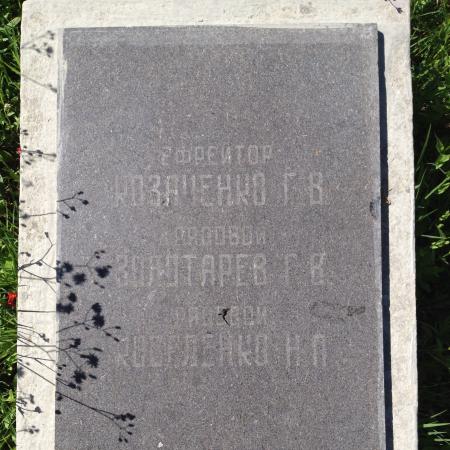 ЕФРЕЙТОР
КОЗАЧЕНКО Г. В.
РЯДОВОЙ
ЗОЛОТАРЕВ Г. К.
РЯДОВОЙ
Н. П.